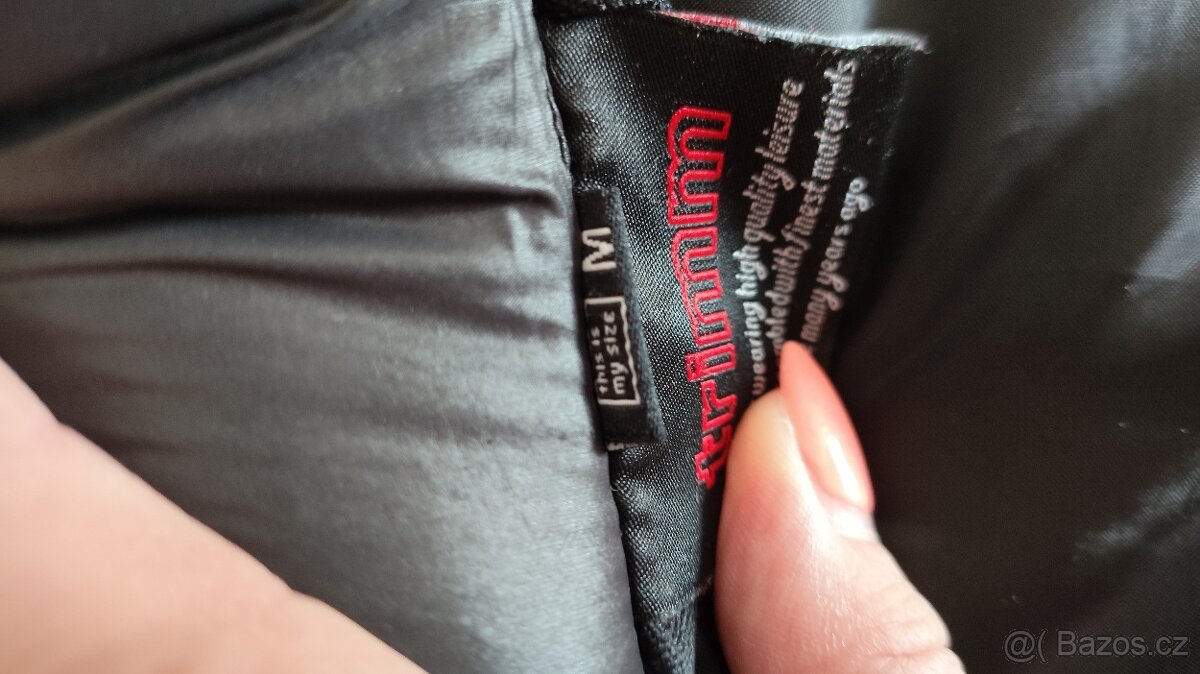 M
this is
my size
trimm
wearing high quality leisure
with finest materials
many years ago
@( Bazos.cz